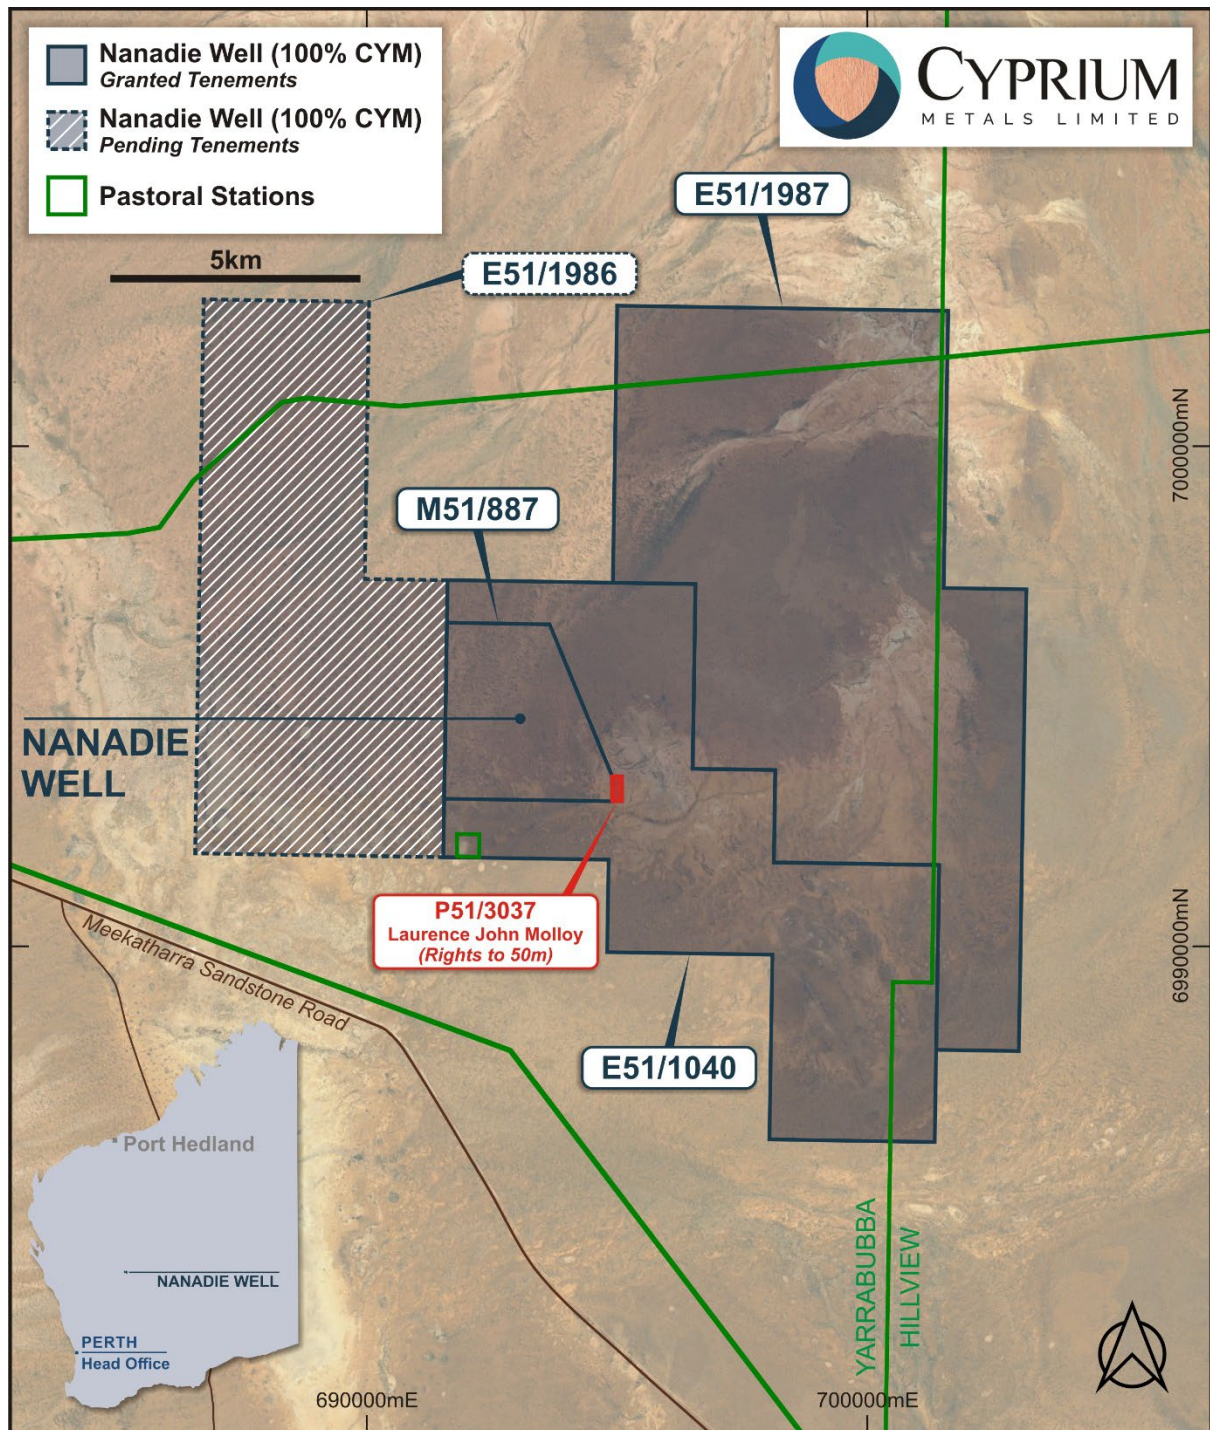 Nanadie Well (100% CYM)
Granted Tenements
Nanadie Well (100% CYM)
Pending Tenements
Pastoral Stations
CYPRIUM
METALS LIMITED
E51/1987
5km
E51/1986
7000000mN
M51/887
NANADIE
WELL
P51/3037
Laurence John Molloy
(Rights to 50m)
6990000mN
Meekatharra Sandstone Road
E51/1040
Port Hedland
NANADIE WELL
PERTH
Head Office
YARRABUBBA
HILLVIEW
690000mE
700000mE